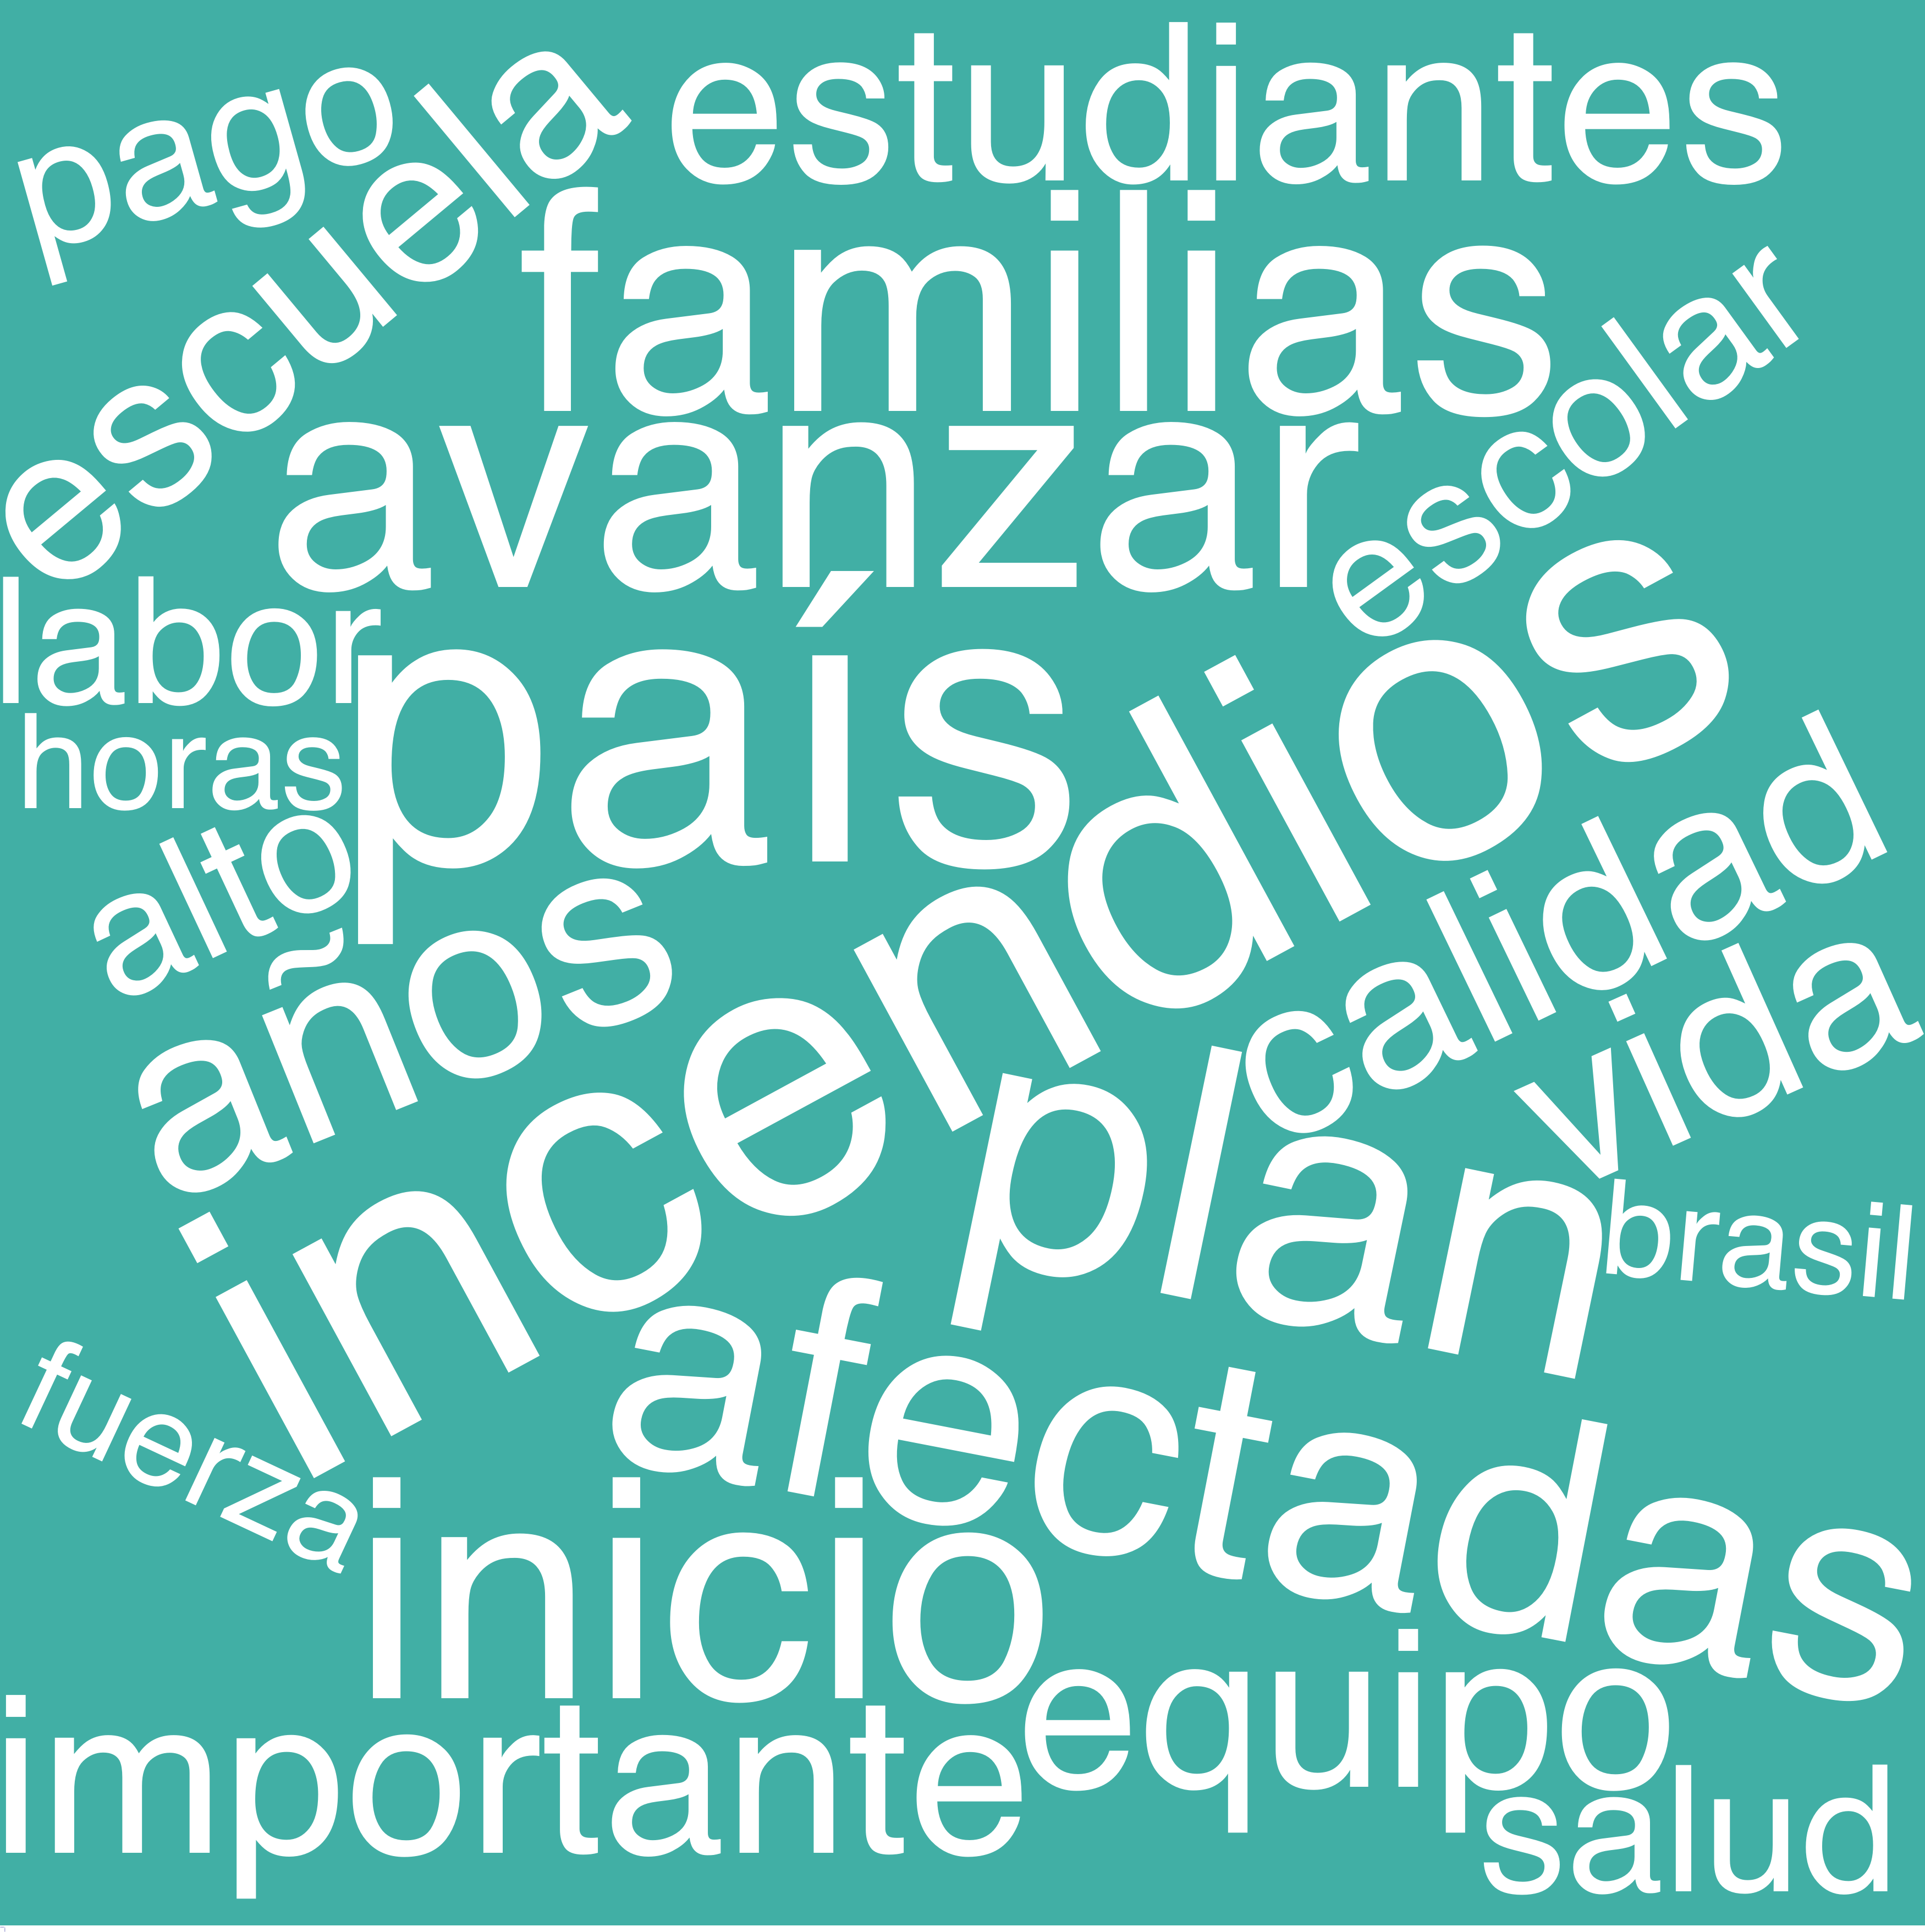 pago
escuela
estudiantes
familias
avanzar
escolar
labor
país
horas
alto
años
incendios
calidad
vida
plan
brasil
fuerza
afectadas
inicio
equipo
importante
salud